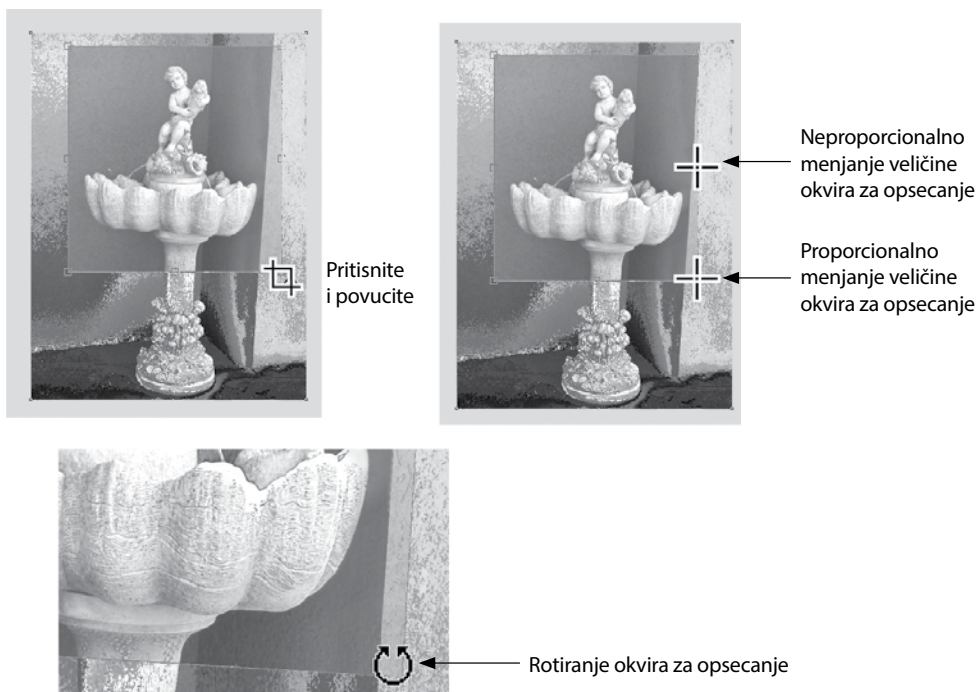 Pritisnite
i povucite
Neproporcionalno
menjanje veličine
okvira za opsecanje
Proporcionalno
menjanje veličine
okvira za opsecanje
Rotiranje okvira za opsecanje